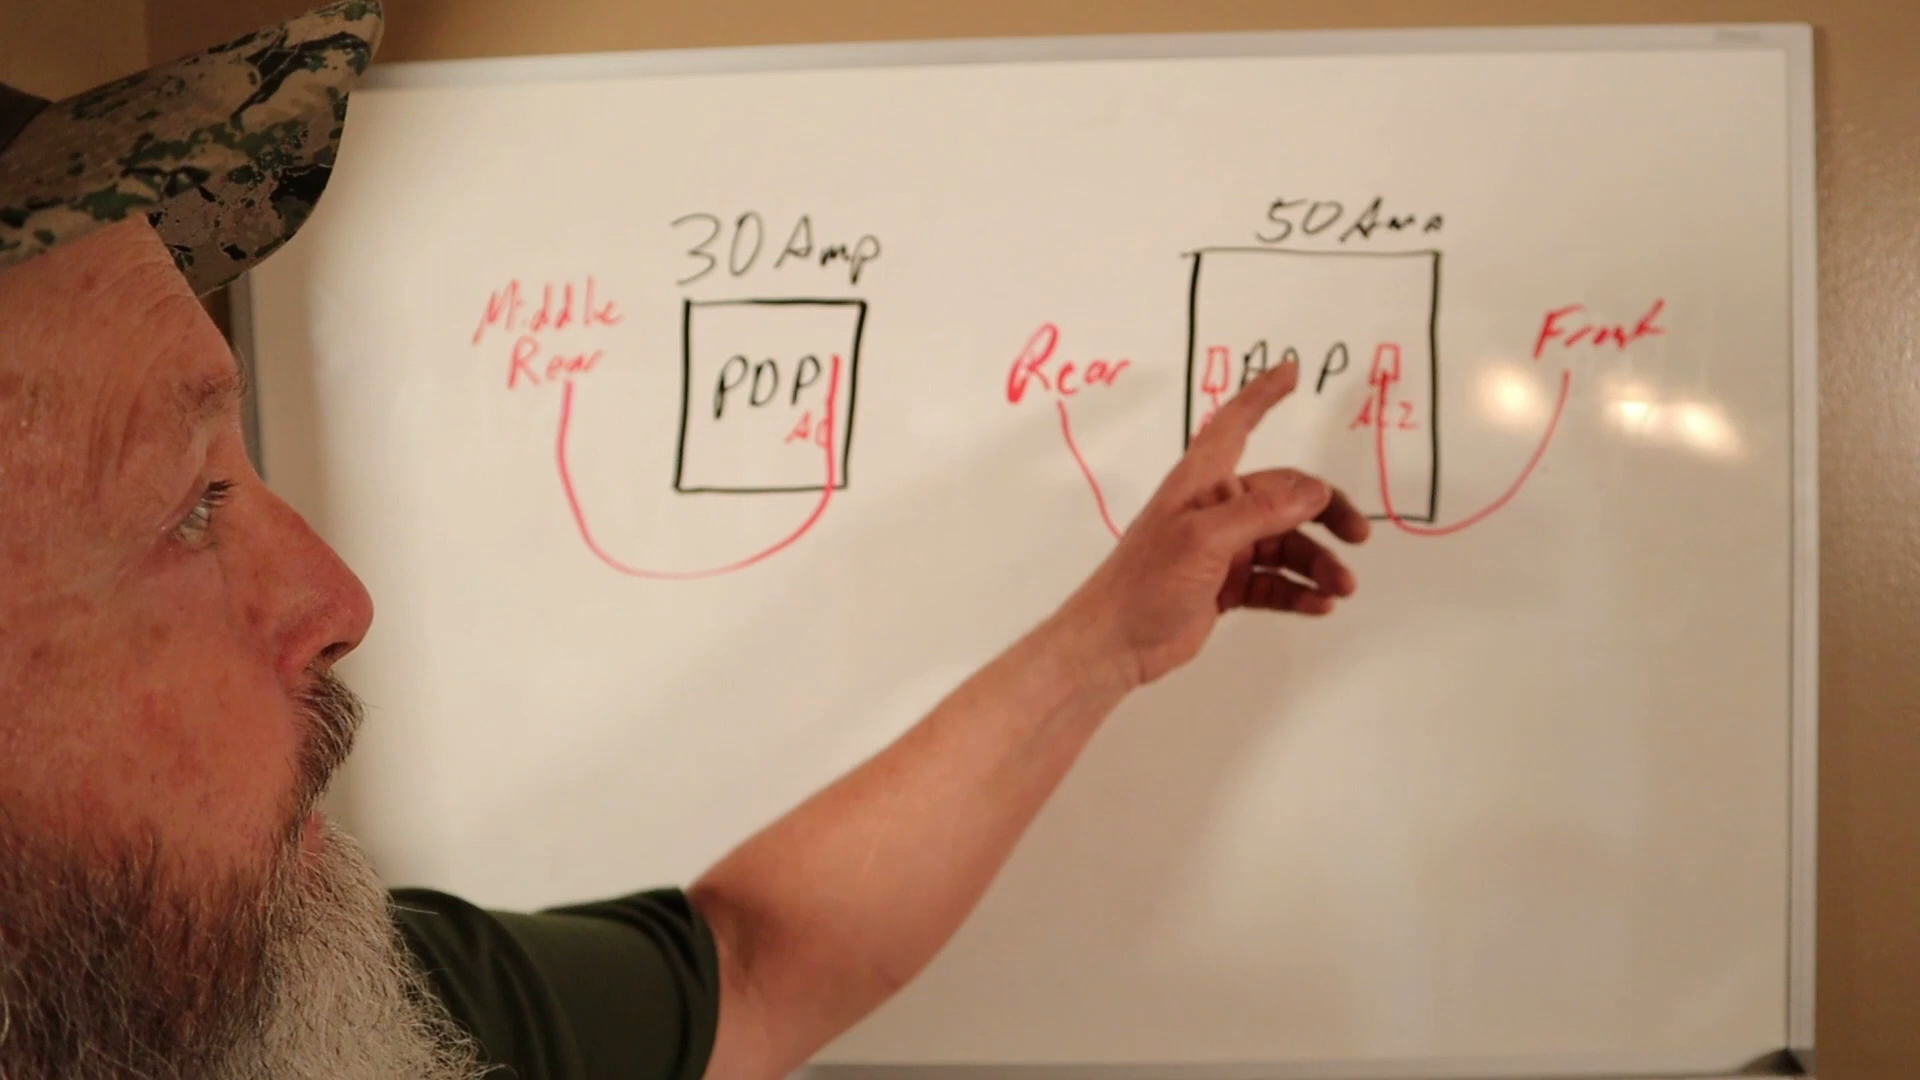 30 Amp
Middle
Rear
PDP
AC
50 Amp
Rear
Front
P
AC2